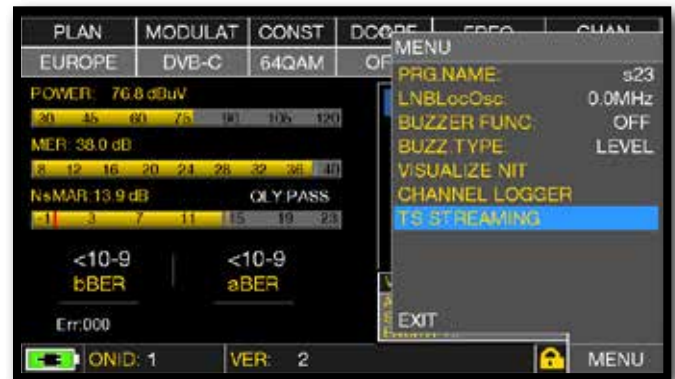 PLAN MODULAT CONST
EUROPE DVB-C 64QAM
POWER: 76.8 dBuV
30 45 60 75 90 105 120
MER: 38.0 dB
8 12 16 20 24 28 32 36 40
NsMAR:13.9 dB QLY:PASS
-1 3 7 11 15 19 23
<10-9 <10-9
bBER aBER
Err:000
MENU
PRG.NAME: s23
LNBLocOsc: 0.0MHz
BUZZER FUNC: OFF
BUZZ.TYPE: LEVEL
VISUALIZE NIT
CHANNEL LOGGER
TS STREAMING
EXIT
ONID: 1 VER: 2 MENU